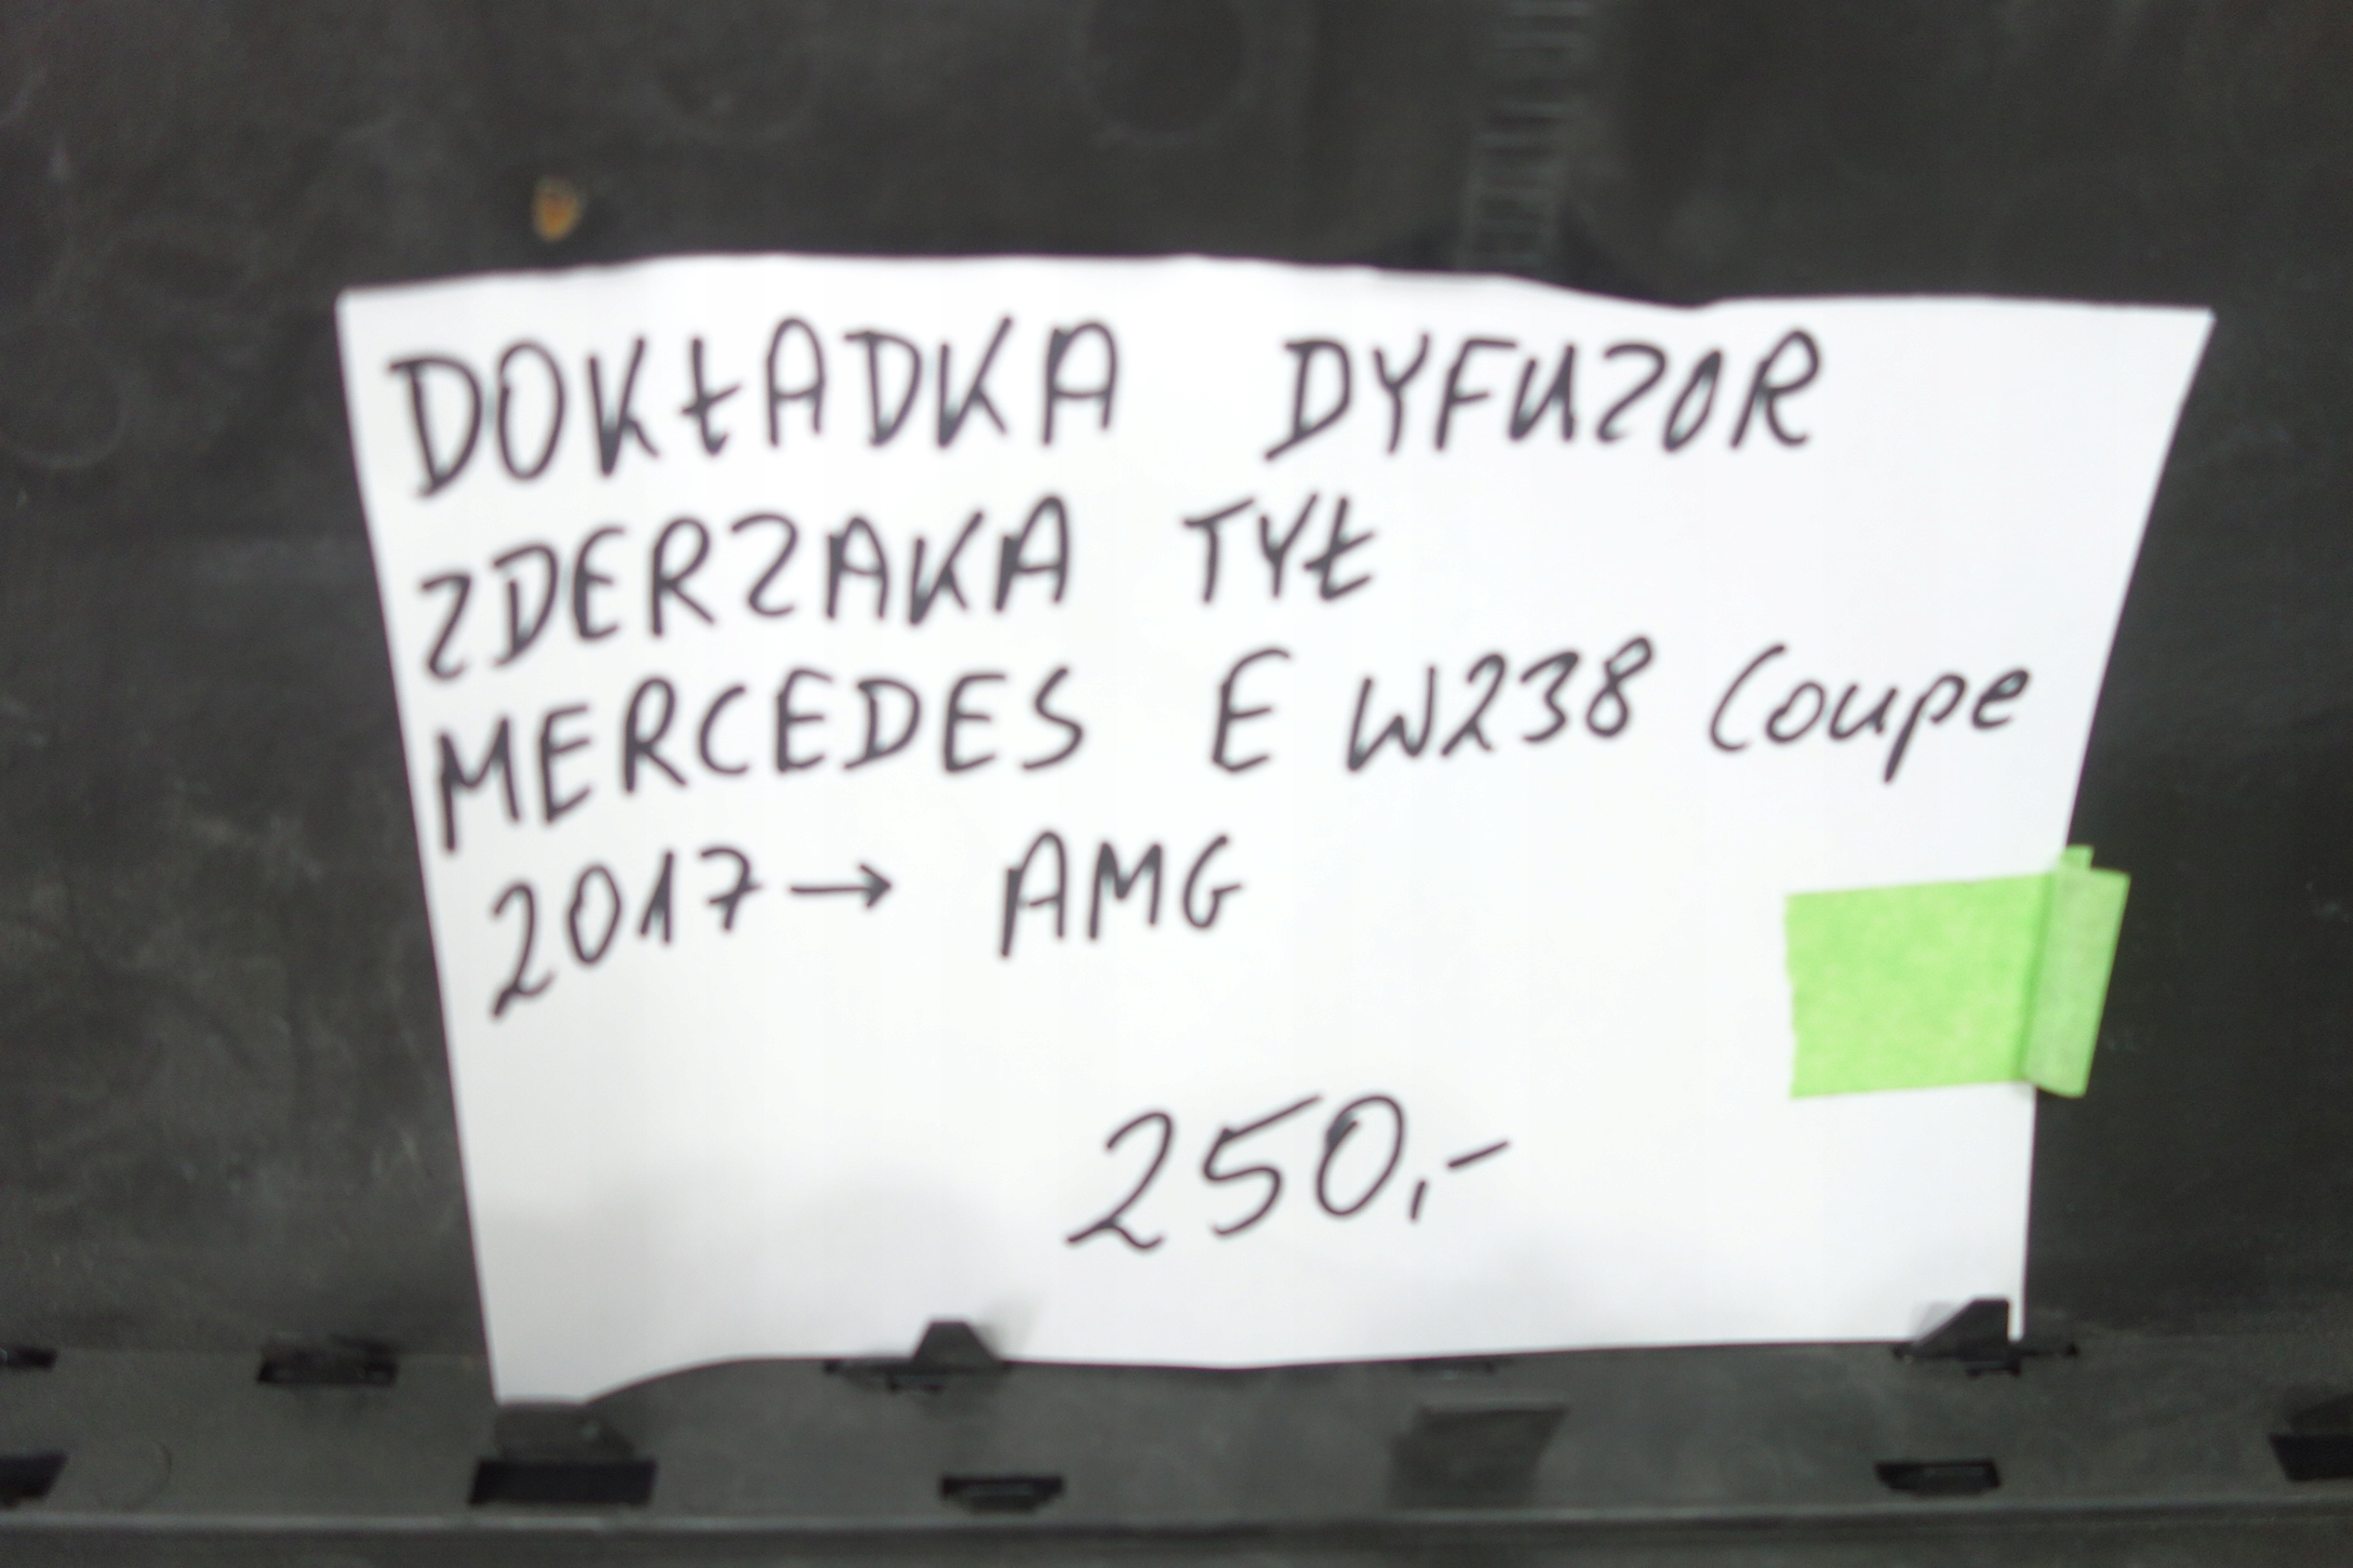 DOKŁADKA DYFUZOR
ZDERZAKA TYŁ
MERCEDES E W238 Coupe
2017→ AMG
250,-